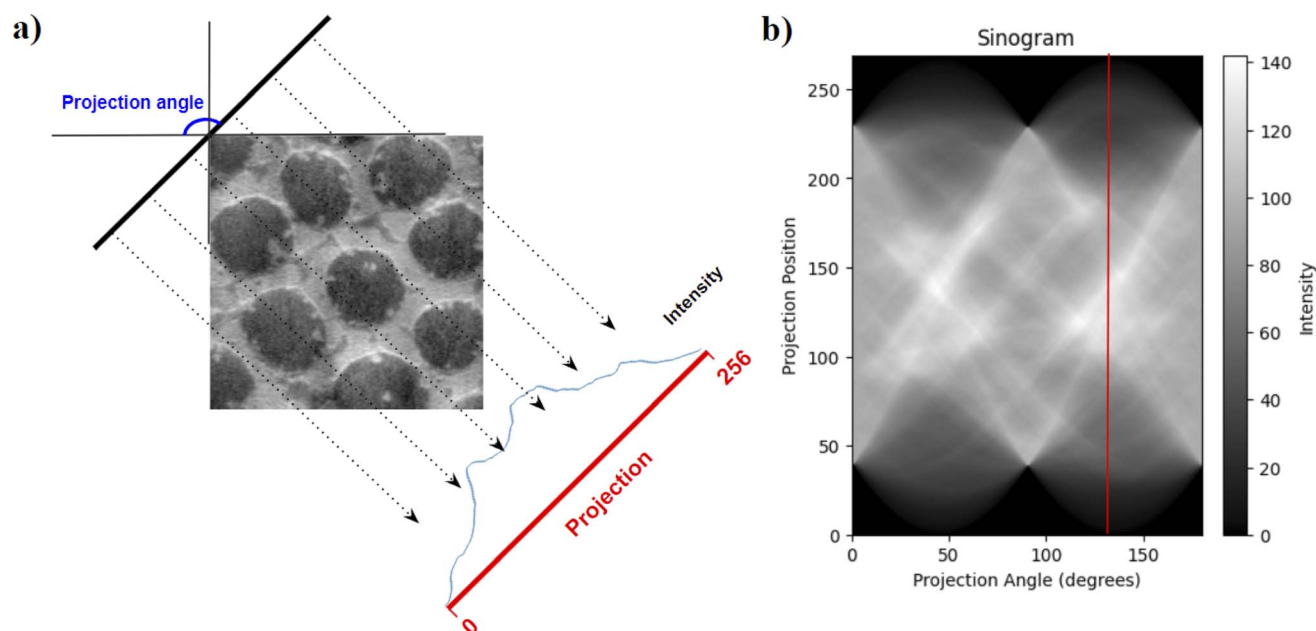 a)
Projection angle
Intensity
256
Projection
0
b)
Sinogram
250
200
150
100
50
0
Projection Position
0
50
100
150
Projection Angle (degrees)
140
120
100
80
60
40
20
0
Intensity